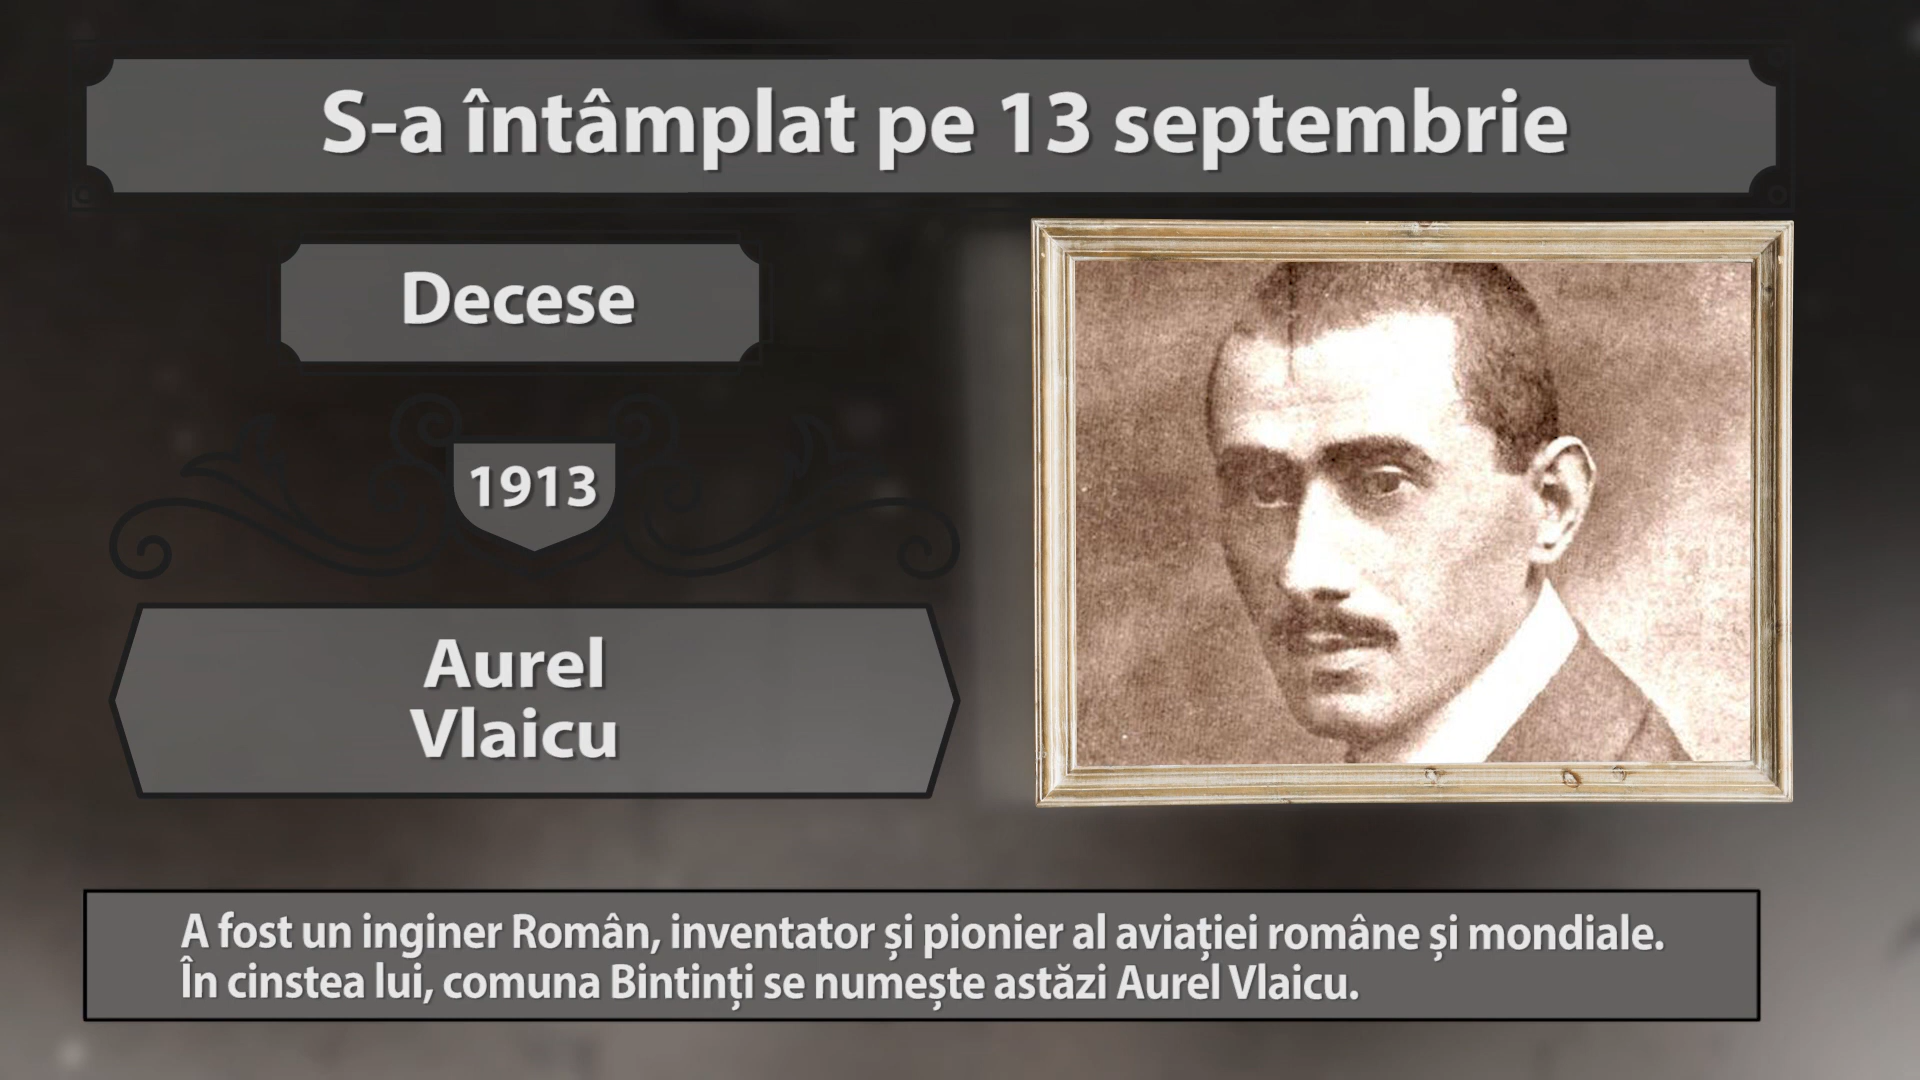 S-a întâmplat pe 13 septembrie
Decese
1913
Aurel
Vlaicu
A fost un inginer Român, inventator și pionier al aviației române și mondiale.
În cinstea lui, comuna Bintinți se numește astăzi Aurel Vlaicu.